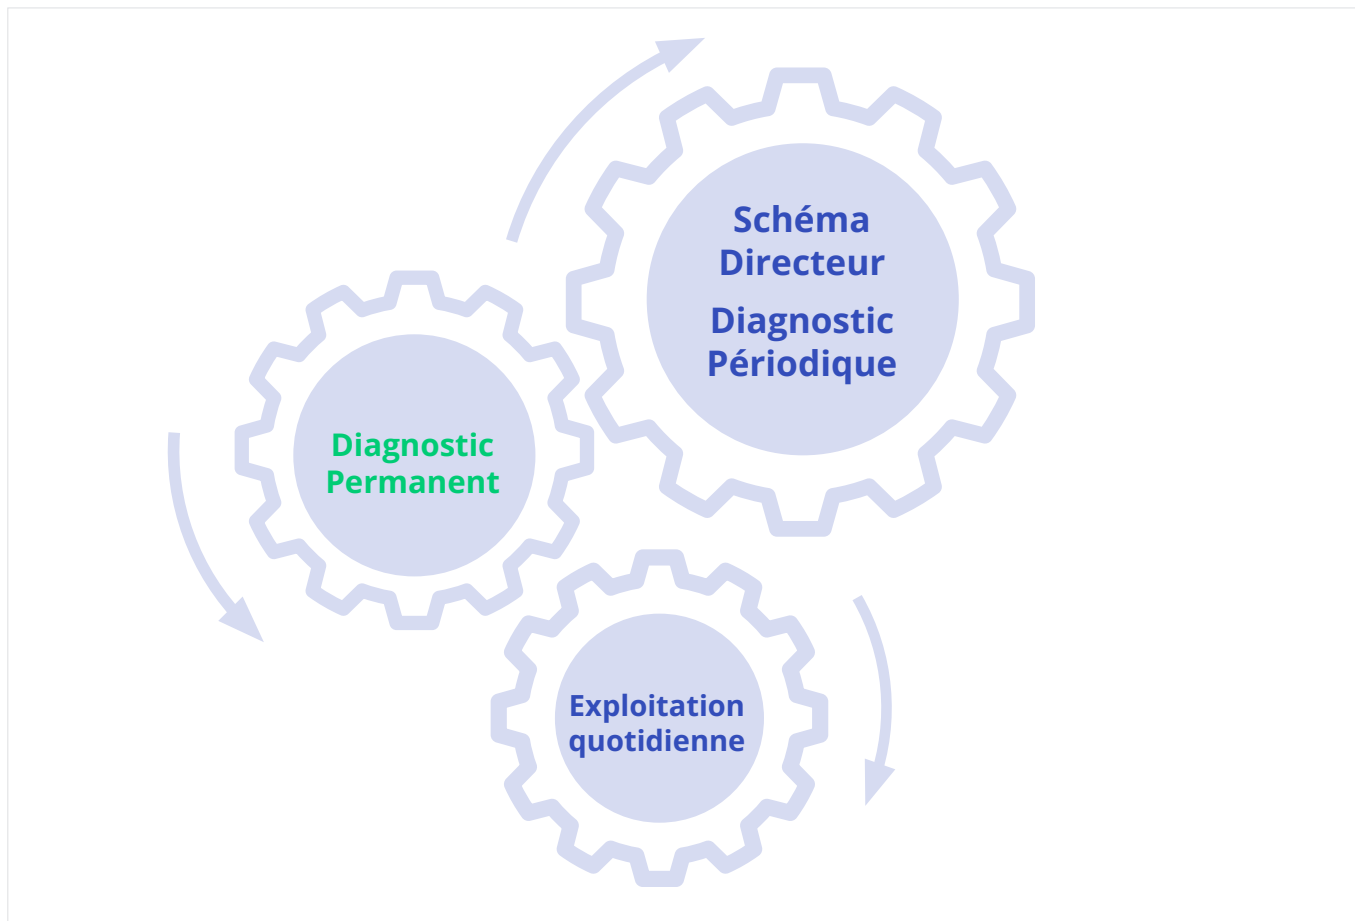 Schéma
Directeur
Diagnostic
Périodique
Diagnostic
Permanent
Exploitation
quotidienne